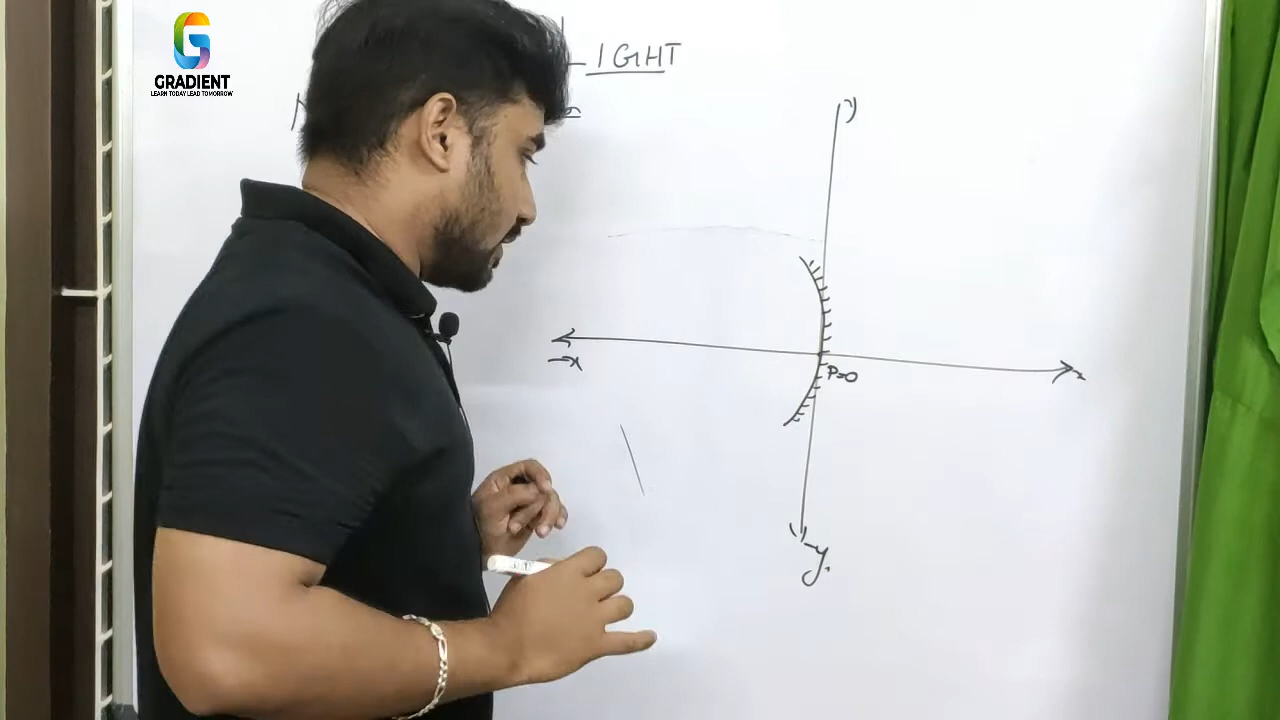 GRADIENT
LEARN TODAY LEAD TOMORROW
LIGHT
y
-x
P=0
x
-y